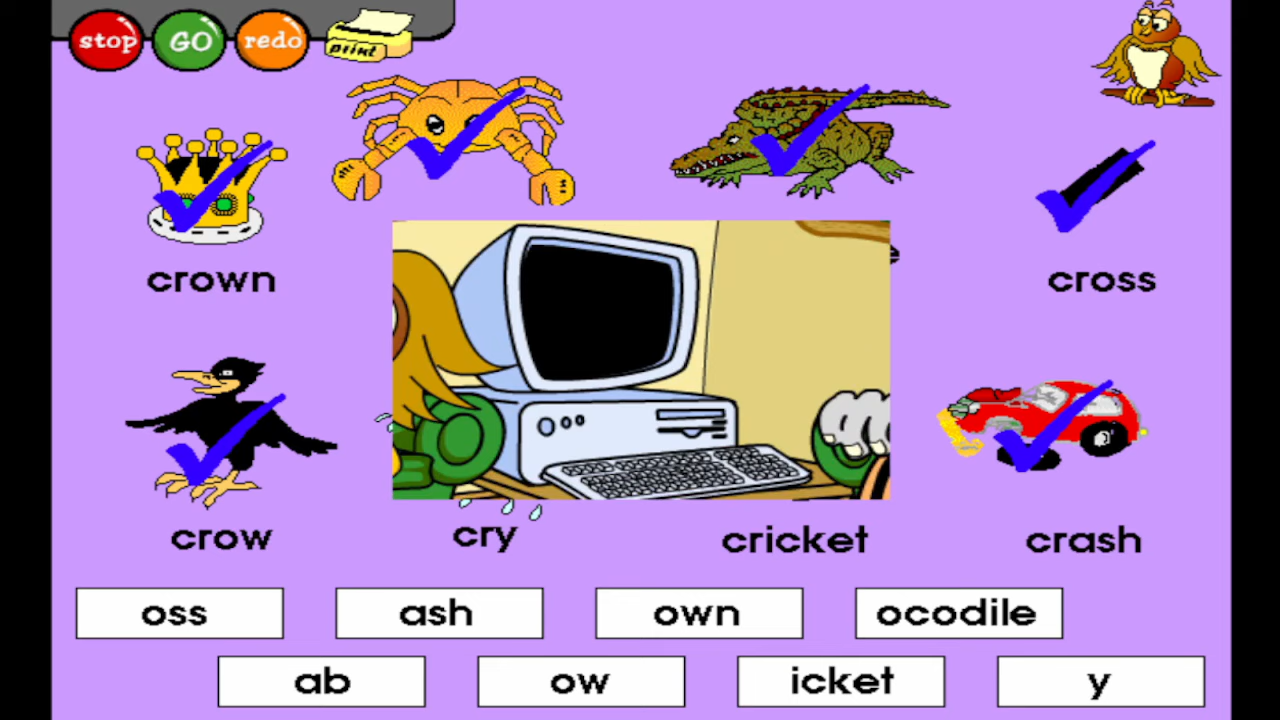 stop GO redo print
crown cross
crow cry cricket crash
oss ash own ocodile
ab ow icket y